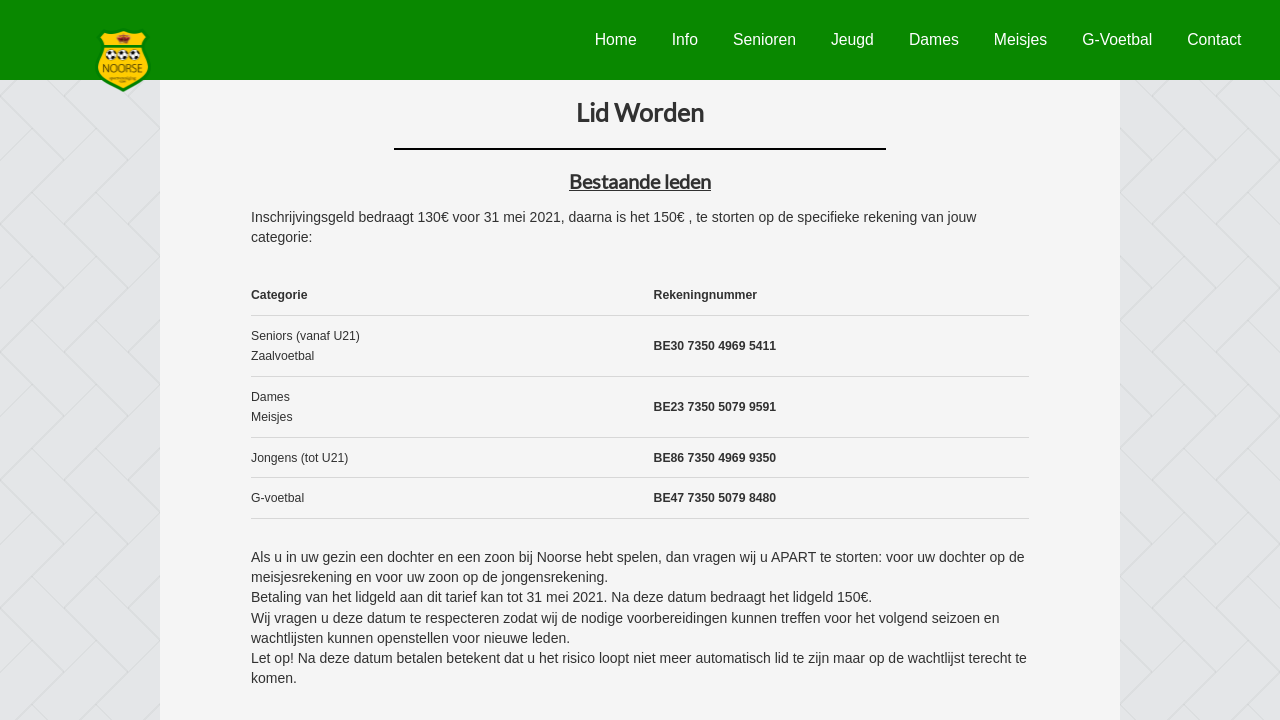 NOORSE
Home Info Senioren Jeugd Dames Meisjes G-Voetbal Contact
Lid Worden
Bestaande leden
Inschrijvingsgeld bedraagt 130€ voor 31 mei 2021, daarna is het 150€ , te storten op de specifieke rekening van jouw
categorie:
Categorie Rekeningnummer
Seniors (vanaf U21)
Zaalvoetbal
BE30 7350 4969 5411
Dames
Meisjes
BE23 7350 5079 9591
Jongens (tot U21) BE86 7350 4969 9350
G-voetbal BE47 7350 5079 8480
Als u in uw gezin een dochter en een zoon bij Noorse hebt spelen, dan vragen wij u APART te storten: voor uw dochter op de
meisjesrekening en voor uw zoon op de jongensrekening.
Betaling van het lidgeld aan dit tarief kan tot 31 mei 2021. Na deze datum bedraagt het lidgeld 150€.
Wij vragen u deze datum te respecteren zodat wij de nodige voorbereidingen kunnen treffen voor het volgend seizoen en
wachtlijsten kunnen openstellen voor nieuwe leden.
Let op! Na deze datum betalen betekent dat u het risico loopt niet meer automatisch lid te zijn maar op de wachtlijst terecht te
komen.